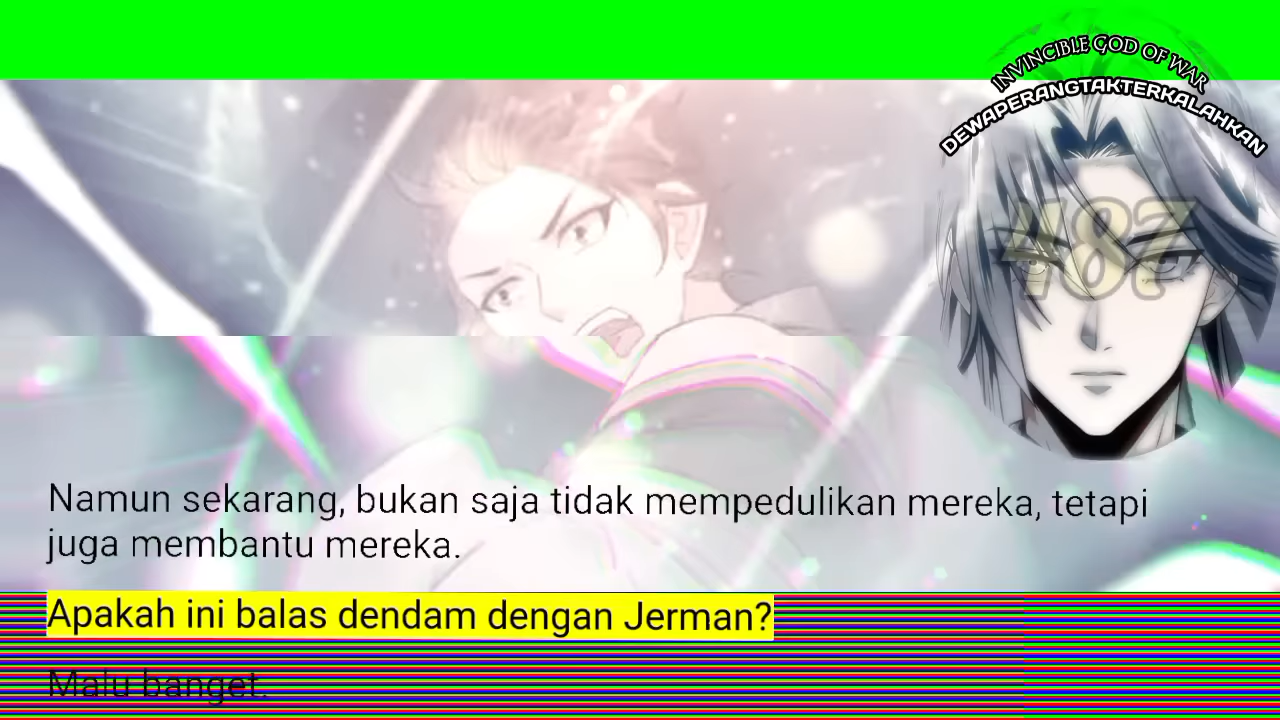 INVINCIBLE GOD OF WAR
DEWAPERANGTAKTERKALAHKAN
487
Namun sekarang, bukan saja tidak mempedulikan mereka, tetapi
juga membantu mereka.
Apakah ini balas dendam dengan Jerman?
Malu banget.